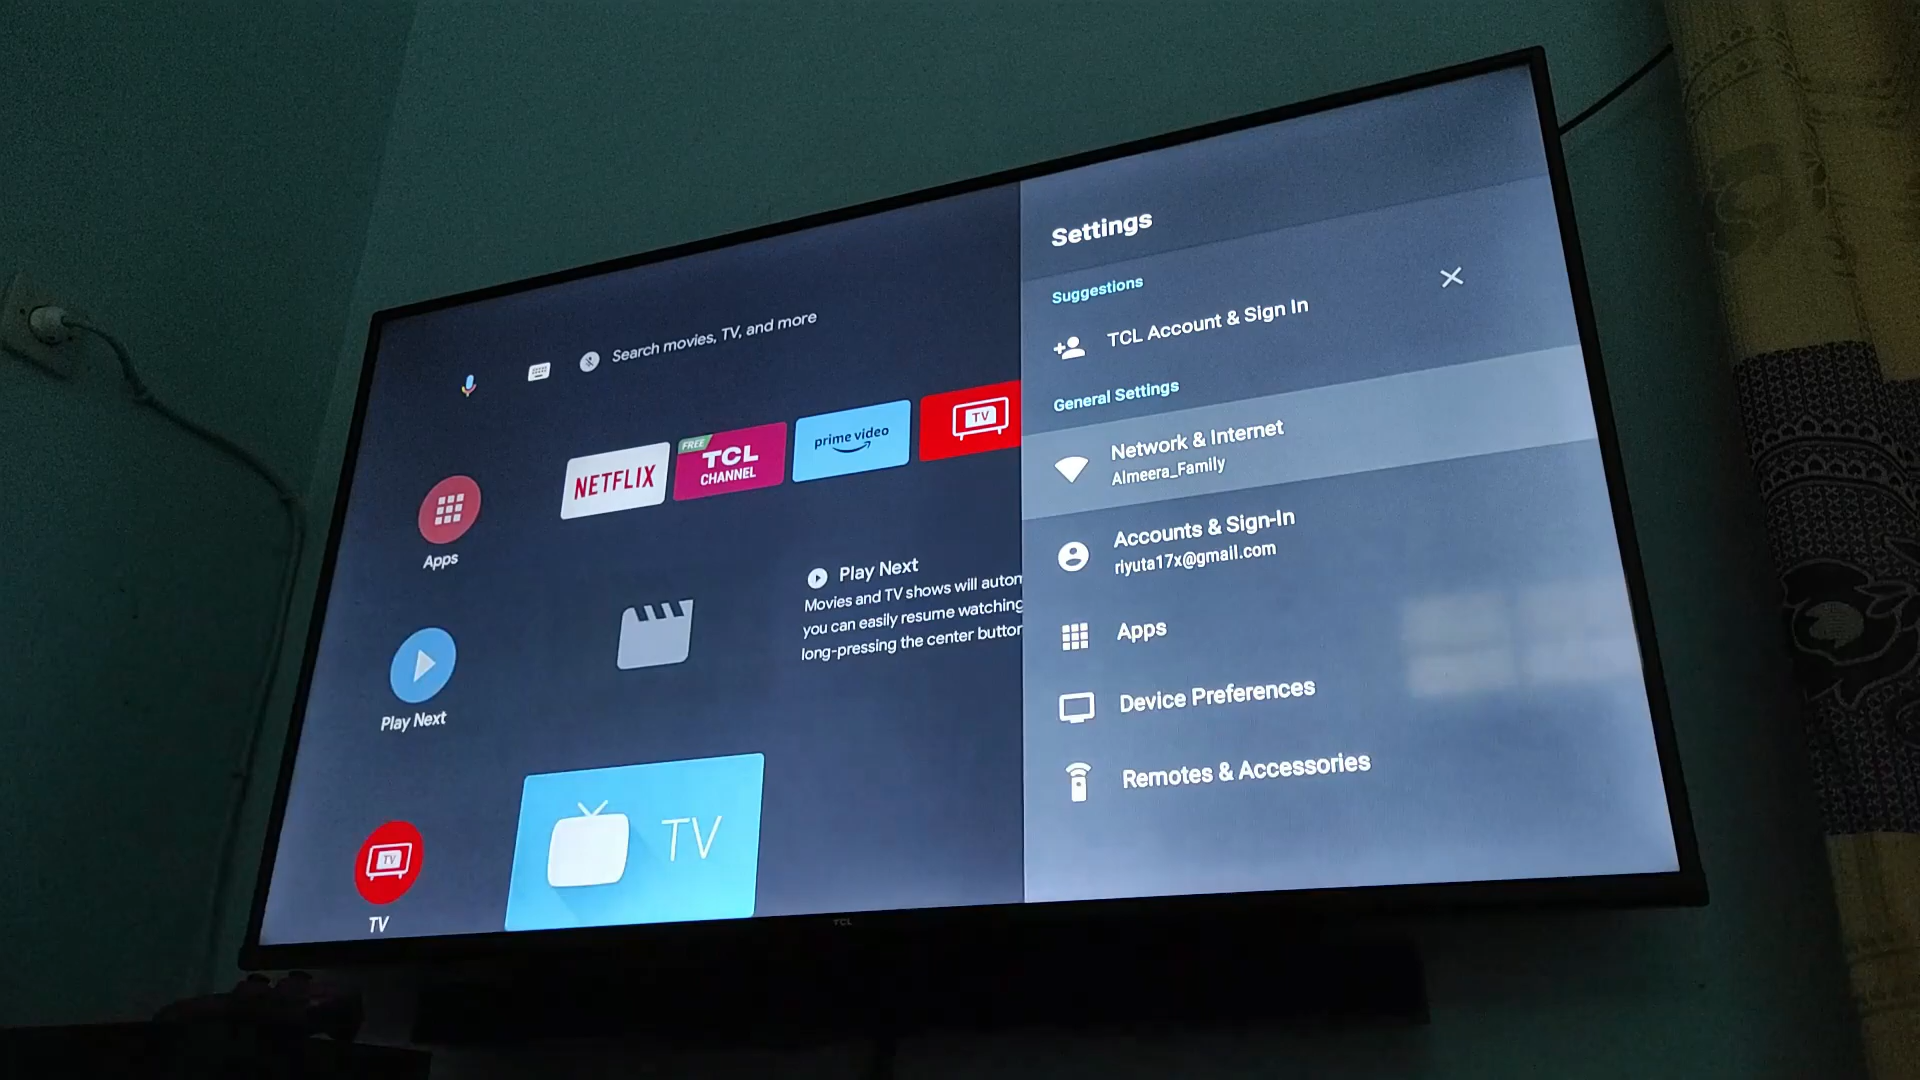 Search movies, TV, and more
NETFLIX
FREE
TCL
CHANNEL
prime video
TV
Apps
Play Next
Movies and TV shows will auton
you can easily resume watching
long-pressing the center button
Play Next
TV
TV
TV
TCL
Settings
Suggestions
TCL Account & Sign In
General Settings
Network & Internet
Almeera_Family
Accounts & Sign-In
riyuta17x@gmail.com
Apps
Device Preferences
Remotes & Accessories